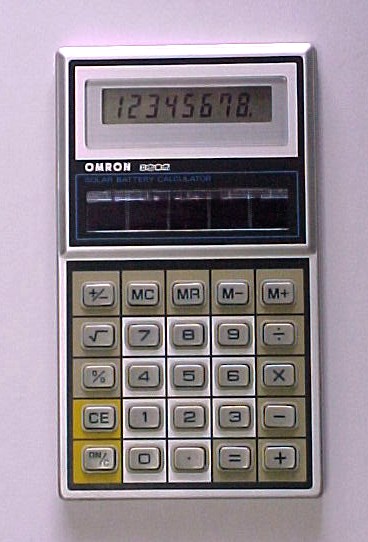 12345678.
OMRON 8202
SOLAR BATTERY CALCULATOR
+/− MC MR M− M+
√ 7 8 9 ÷
% 4 5 6 ×
CE 1 2 3 −
ON/C 0 · = +